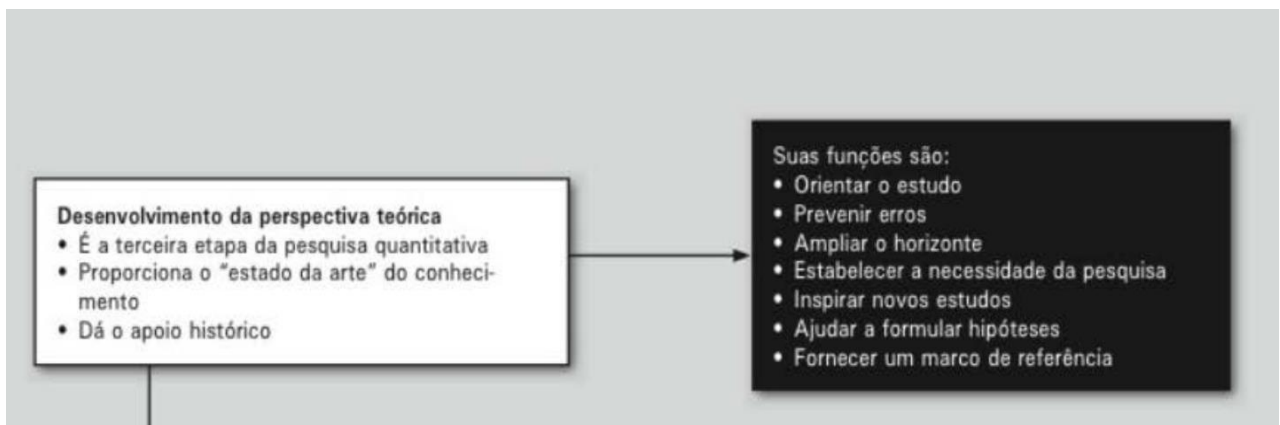 Desenvolvimento da perspectiva teórica
• É a terceira etapa da pesquisa quantitativa
• Proporciona o "estado da arte" do conheci-
mento
• Dá o apoio histórico
Suas funções são:
• Orientar o estudo
• Prevenir erros
• Ampliar o horizonte
• Estabelecer a necessidade da pesquisa
• Inspirar novos estudos
• Ajudar a formular hipóteses
• Fornecer um marco de referência